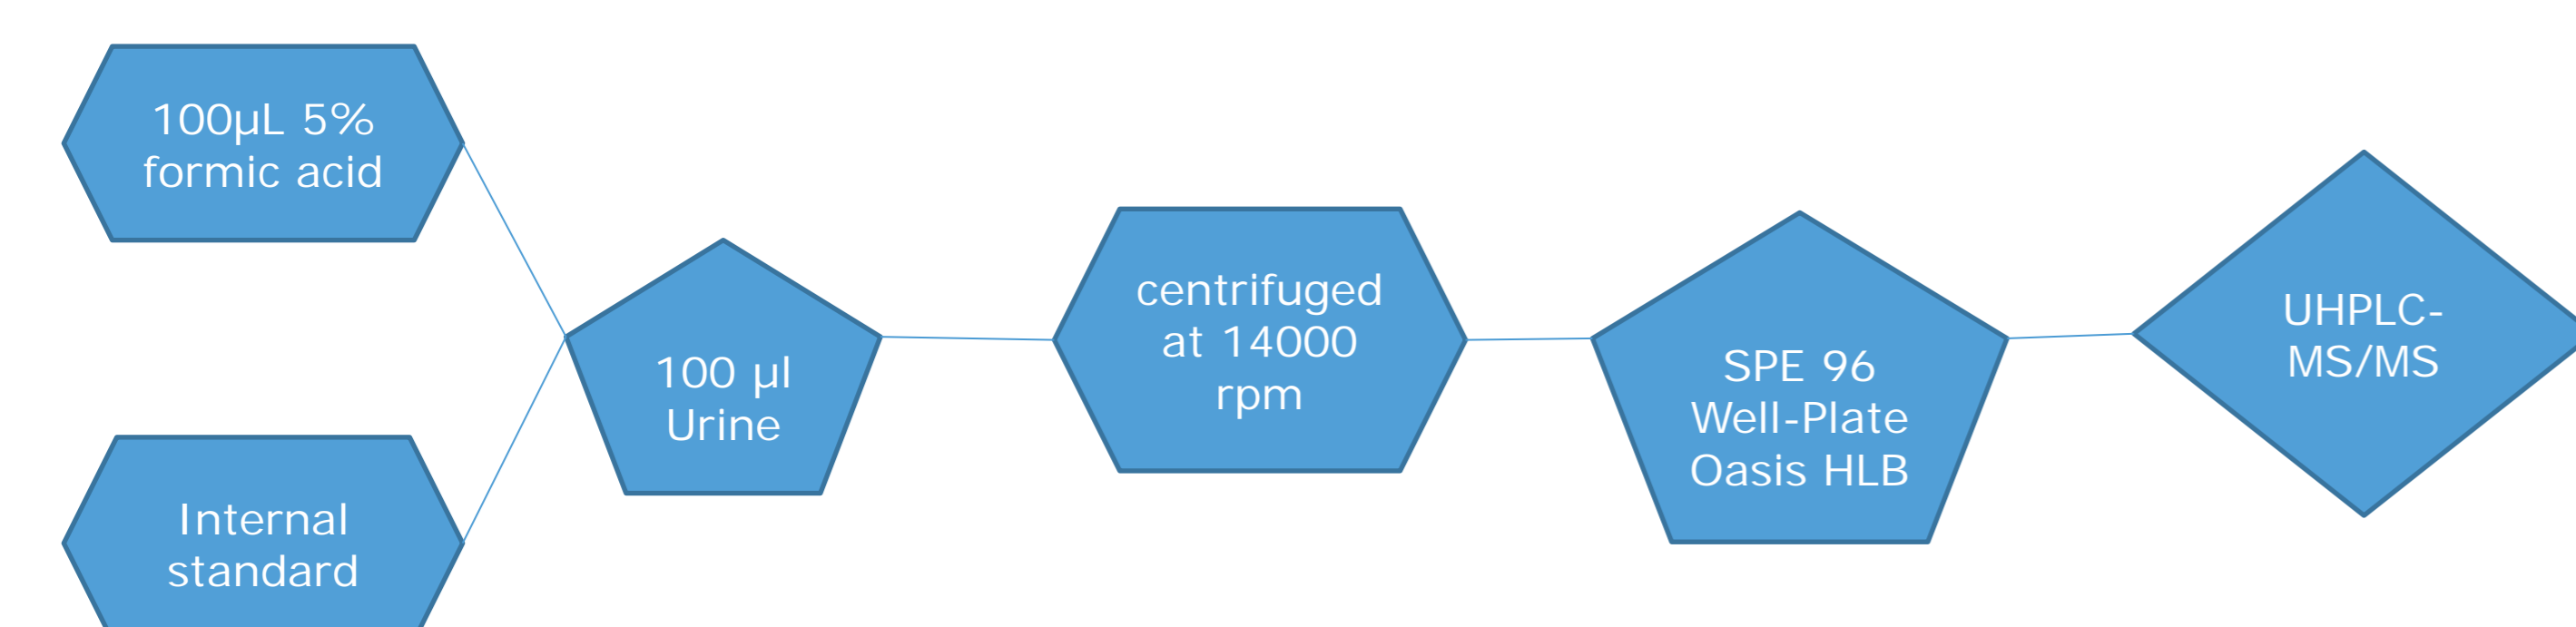 100µL 5%
formic acid
Internal
standard
100 µl
Urine
centrifuged
at 14000
rpm
SPE 96
Well-Plate
Oasis HLB
UHPLC-
MS/MS